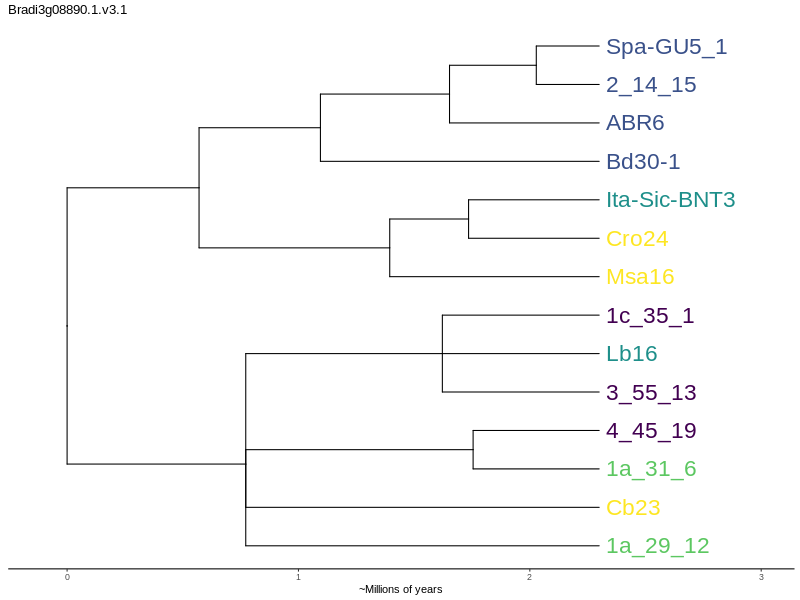 Bradi3g08890.1.v3.1
Spa-GU5_1
2_14_15
ABR6
Bd30-1
Ita-Sic-BNT3
Cro24
Msa16
1c_35_1
Lb16
3_55_13
4_45_19
1a_31_6
Cb23
1a_29_12
0 1 2 3
~Millions of years